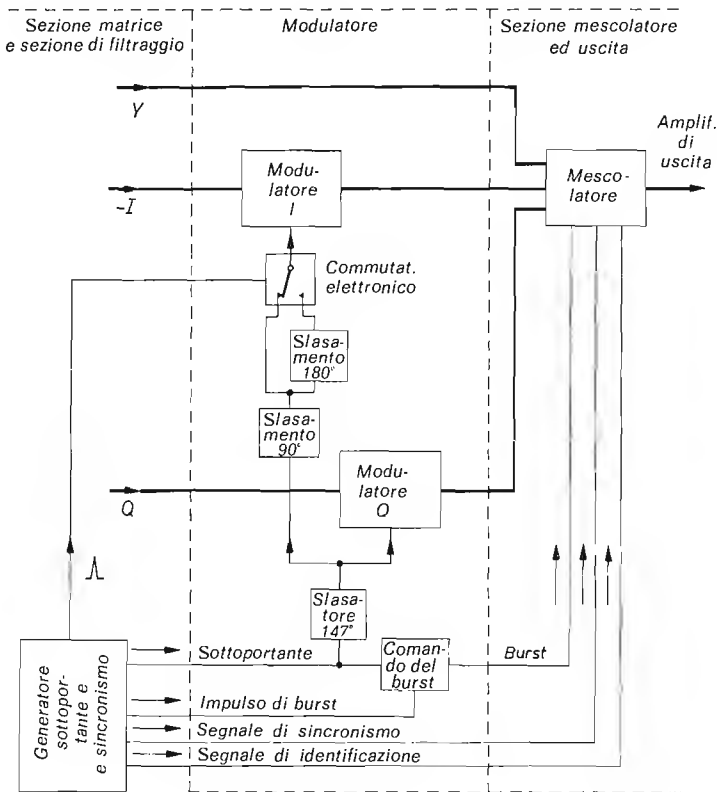 Sezione matrice
e sezione di filtraggio
Modulatore
Sezione mescolatore
ed uscita
Y
Amplif.
di
uscita
-I
Modu-
latore
I
Mesco-
latore
Commutat.
elettronico
Slasa-
mento
180°
Slasa-
mento
90°
Q
Modu-
latore
Q
Slasa-
tore
147°
Sottoportante
Coman-
do del
burst
Burst
Generatore
sottopor-
tante e
e sincronismo
Impulso di burst
Segnale di sincronismo
Segnale di identificazione